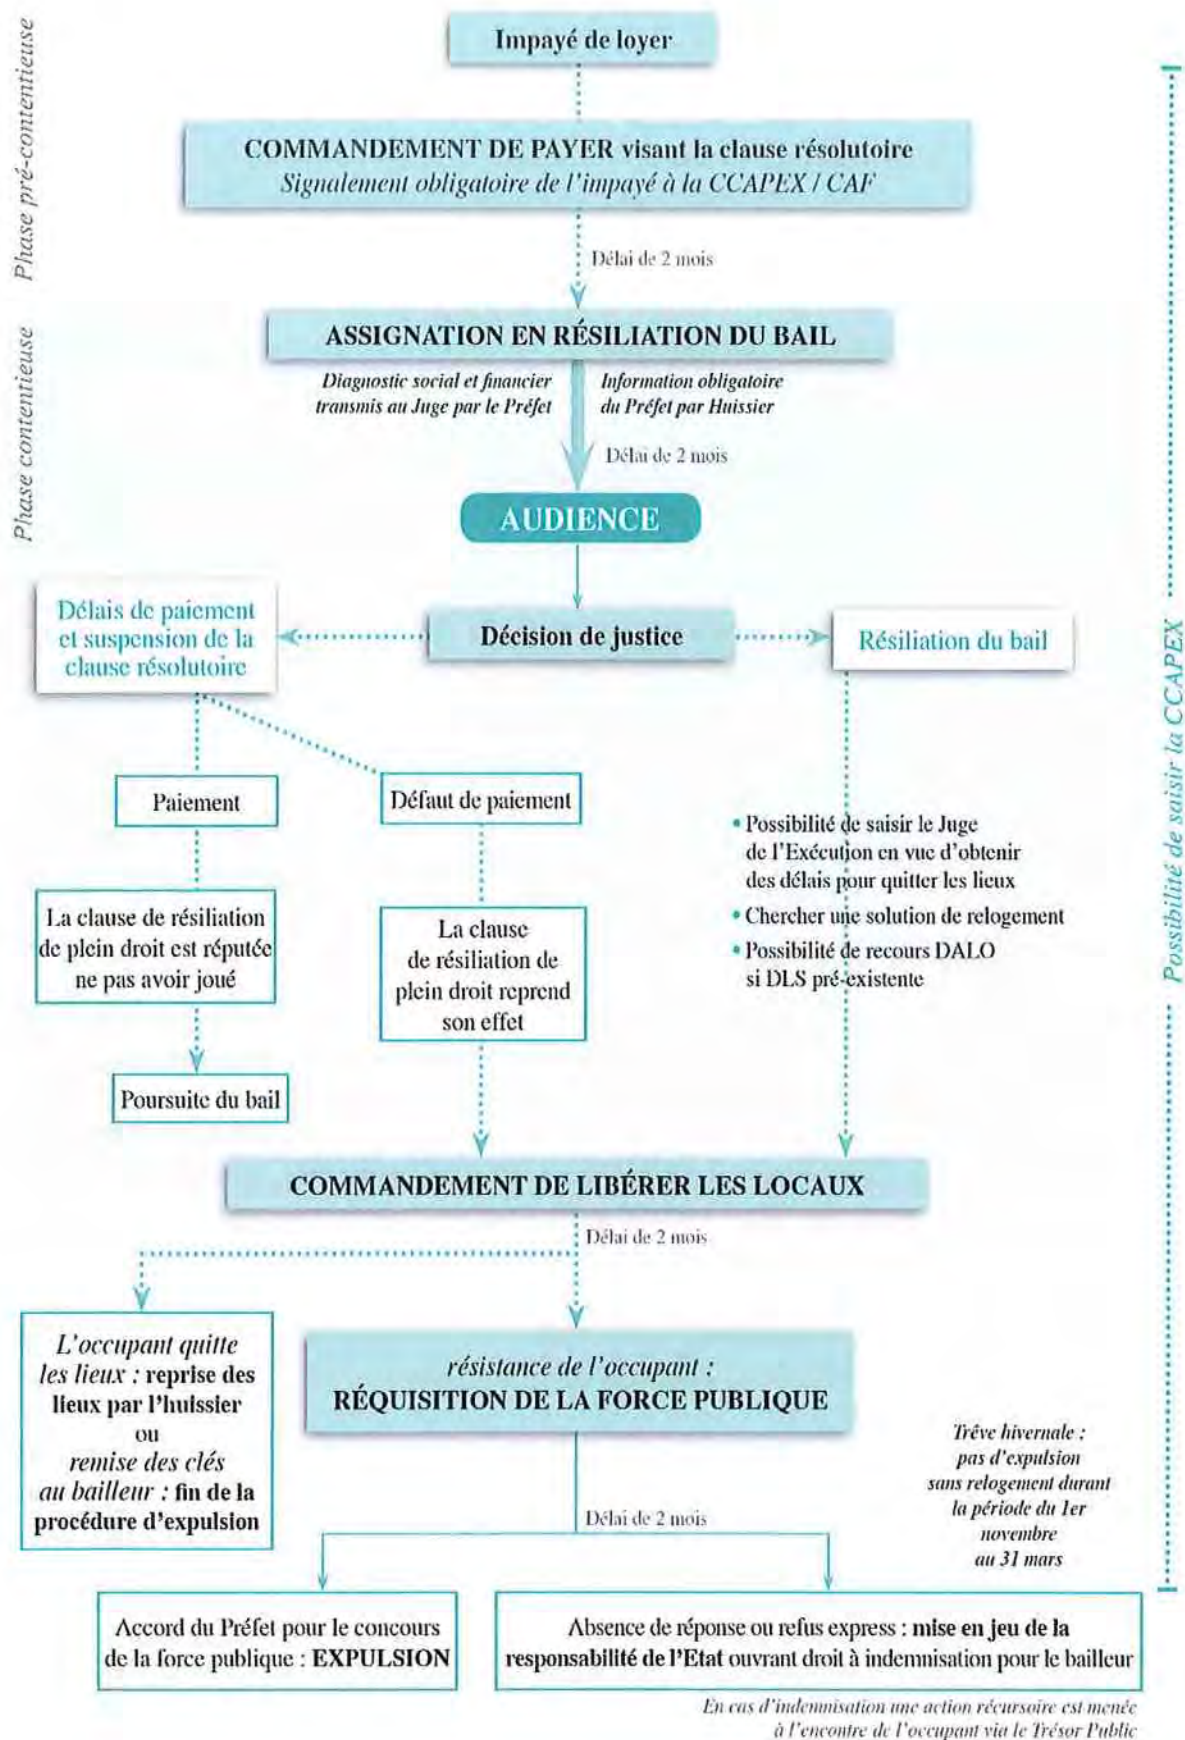 Phase pré-contentieuse
Impayé de loyer
COMMANDEMENT DE PAYER visant la clause résolutoire
Signalement obligatoire de l'impayé à la CCAPEX / CAF
Délai de 2 mois
Phase contentieuse
ASSIGNATION EN RÉSILIATION DU BAIL
Diagnostic social et financier
transmis au Juge par le Préfet
Information obligatoire
du Préfet par Huissier
Délai de 2 mois
AUDIENCE
Décision de justice
Délais de paiement
et suspension de la
clause résolutoire
Résiliation du bail
Paiement
Défaut de paiement
• Possibilité de saisir le Juge
de l'Exécution en vue d'obtenir
des délais pour quitter les lieux
• Chercher une solution de relogement
• Possibilité de recours DALO
si DLS pré-existente
La clause de résiliation
de plein droit est réputée
ne pas avoir joué
La clause
de résiliation de
plein droit reprend
son effet
Poursuite du bail
COMMANDEMENT DE LIBÉRER LES LOCAUX
Délai de 2 mois
L'occupant quitte
les lieux : reprise des
lieux par l'huissier
ou
remise des clés
au bailleur : fin de la
procédure d'expulsion
résistance de l'occupant :
RÉQUISITION DE LA FORCE PUBLIQUE
Trêve hivernale :
pas d'expulsion
sans relogement durant
la période du 1er
novembre
au 31 mars
Délai de 2 mois
Accord du Préfet pour le concours
de la force publique : EXPULSION
Absence de réponse ou refus express : mise en jeu de la
responsabilité de l'Etat ouvrant droit à indemnisation pour le bailleur
En cas d'indemnisation une action récursoire est menée
à l'encontre de l'occupant via le Trésor Public
Possibilité de saisir la CCAPEX